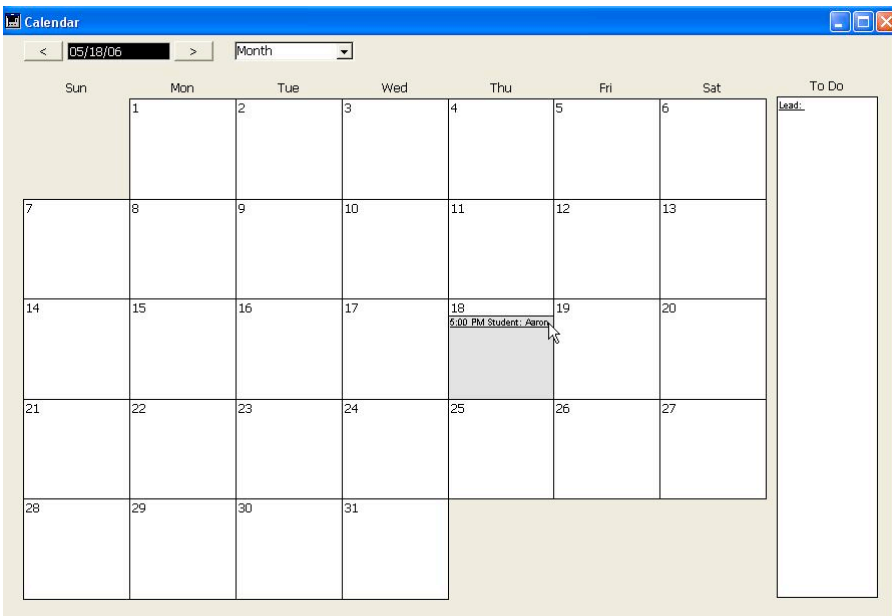 Calendar
< 05/18/06 > Month
Sun Mon Tue Wed Thu Fri Sat To Do
1 2 3 4 5 6 Lead:
7 8 9 10 11 12 13
14 15 16 17 18 19 20
5:00 PM Student: Aaron
21 22 23 24 25 26 27
28 29 30 31